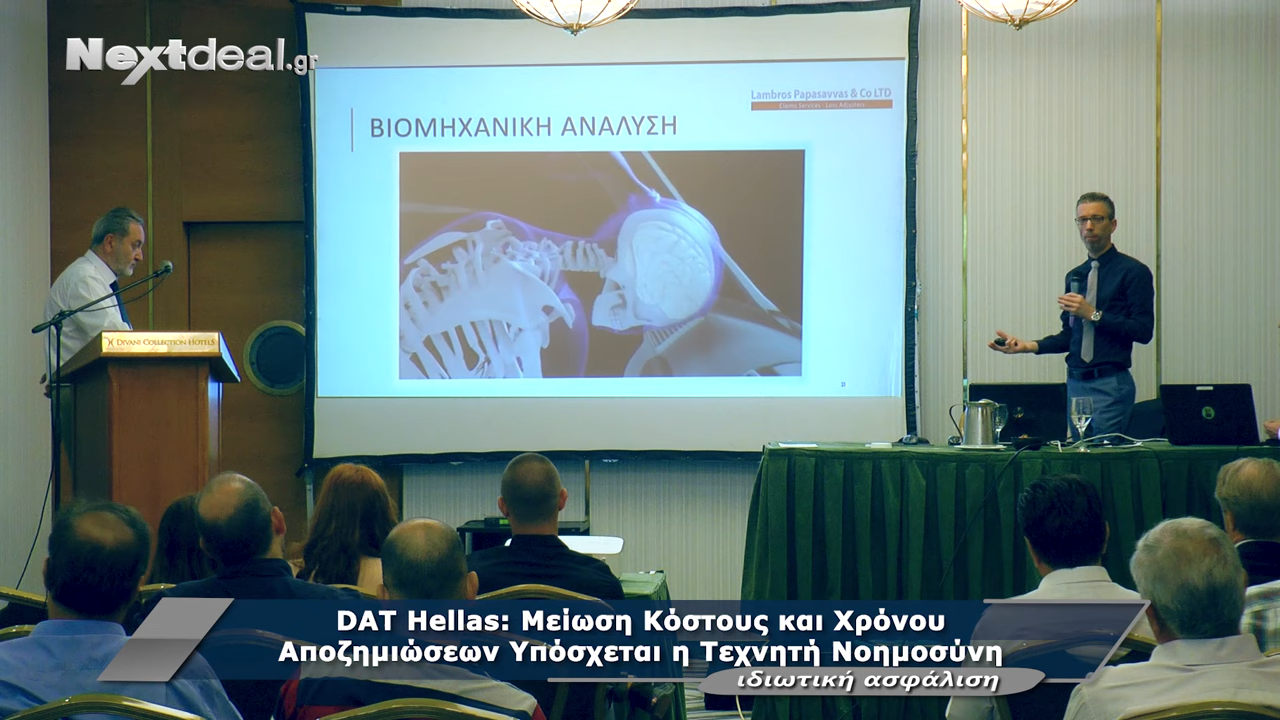 Nextdeal.gr
Lambros Papasavvas & Co LTD
Claims Services - Loss Adjusters
ΒΙΟΜΗΧΑΝΙΚΗ ΑΝΑΛΥΣΗ
DIVANI COLLECTION HOTELS
DAT Hellas: Μείωση Κόστους και Χρόνου
Αποζημιώσεων Υπόσχεται η Τεχνητή Νοημοσύνη
ιδιωτική ασφάλιση